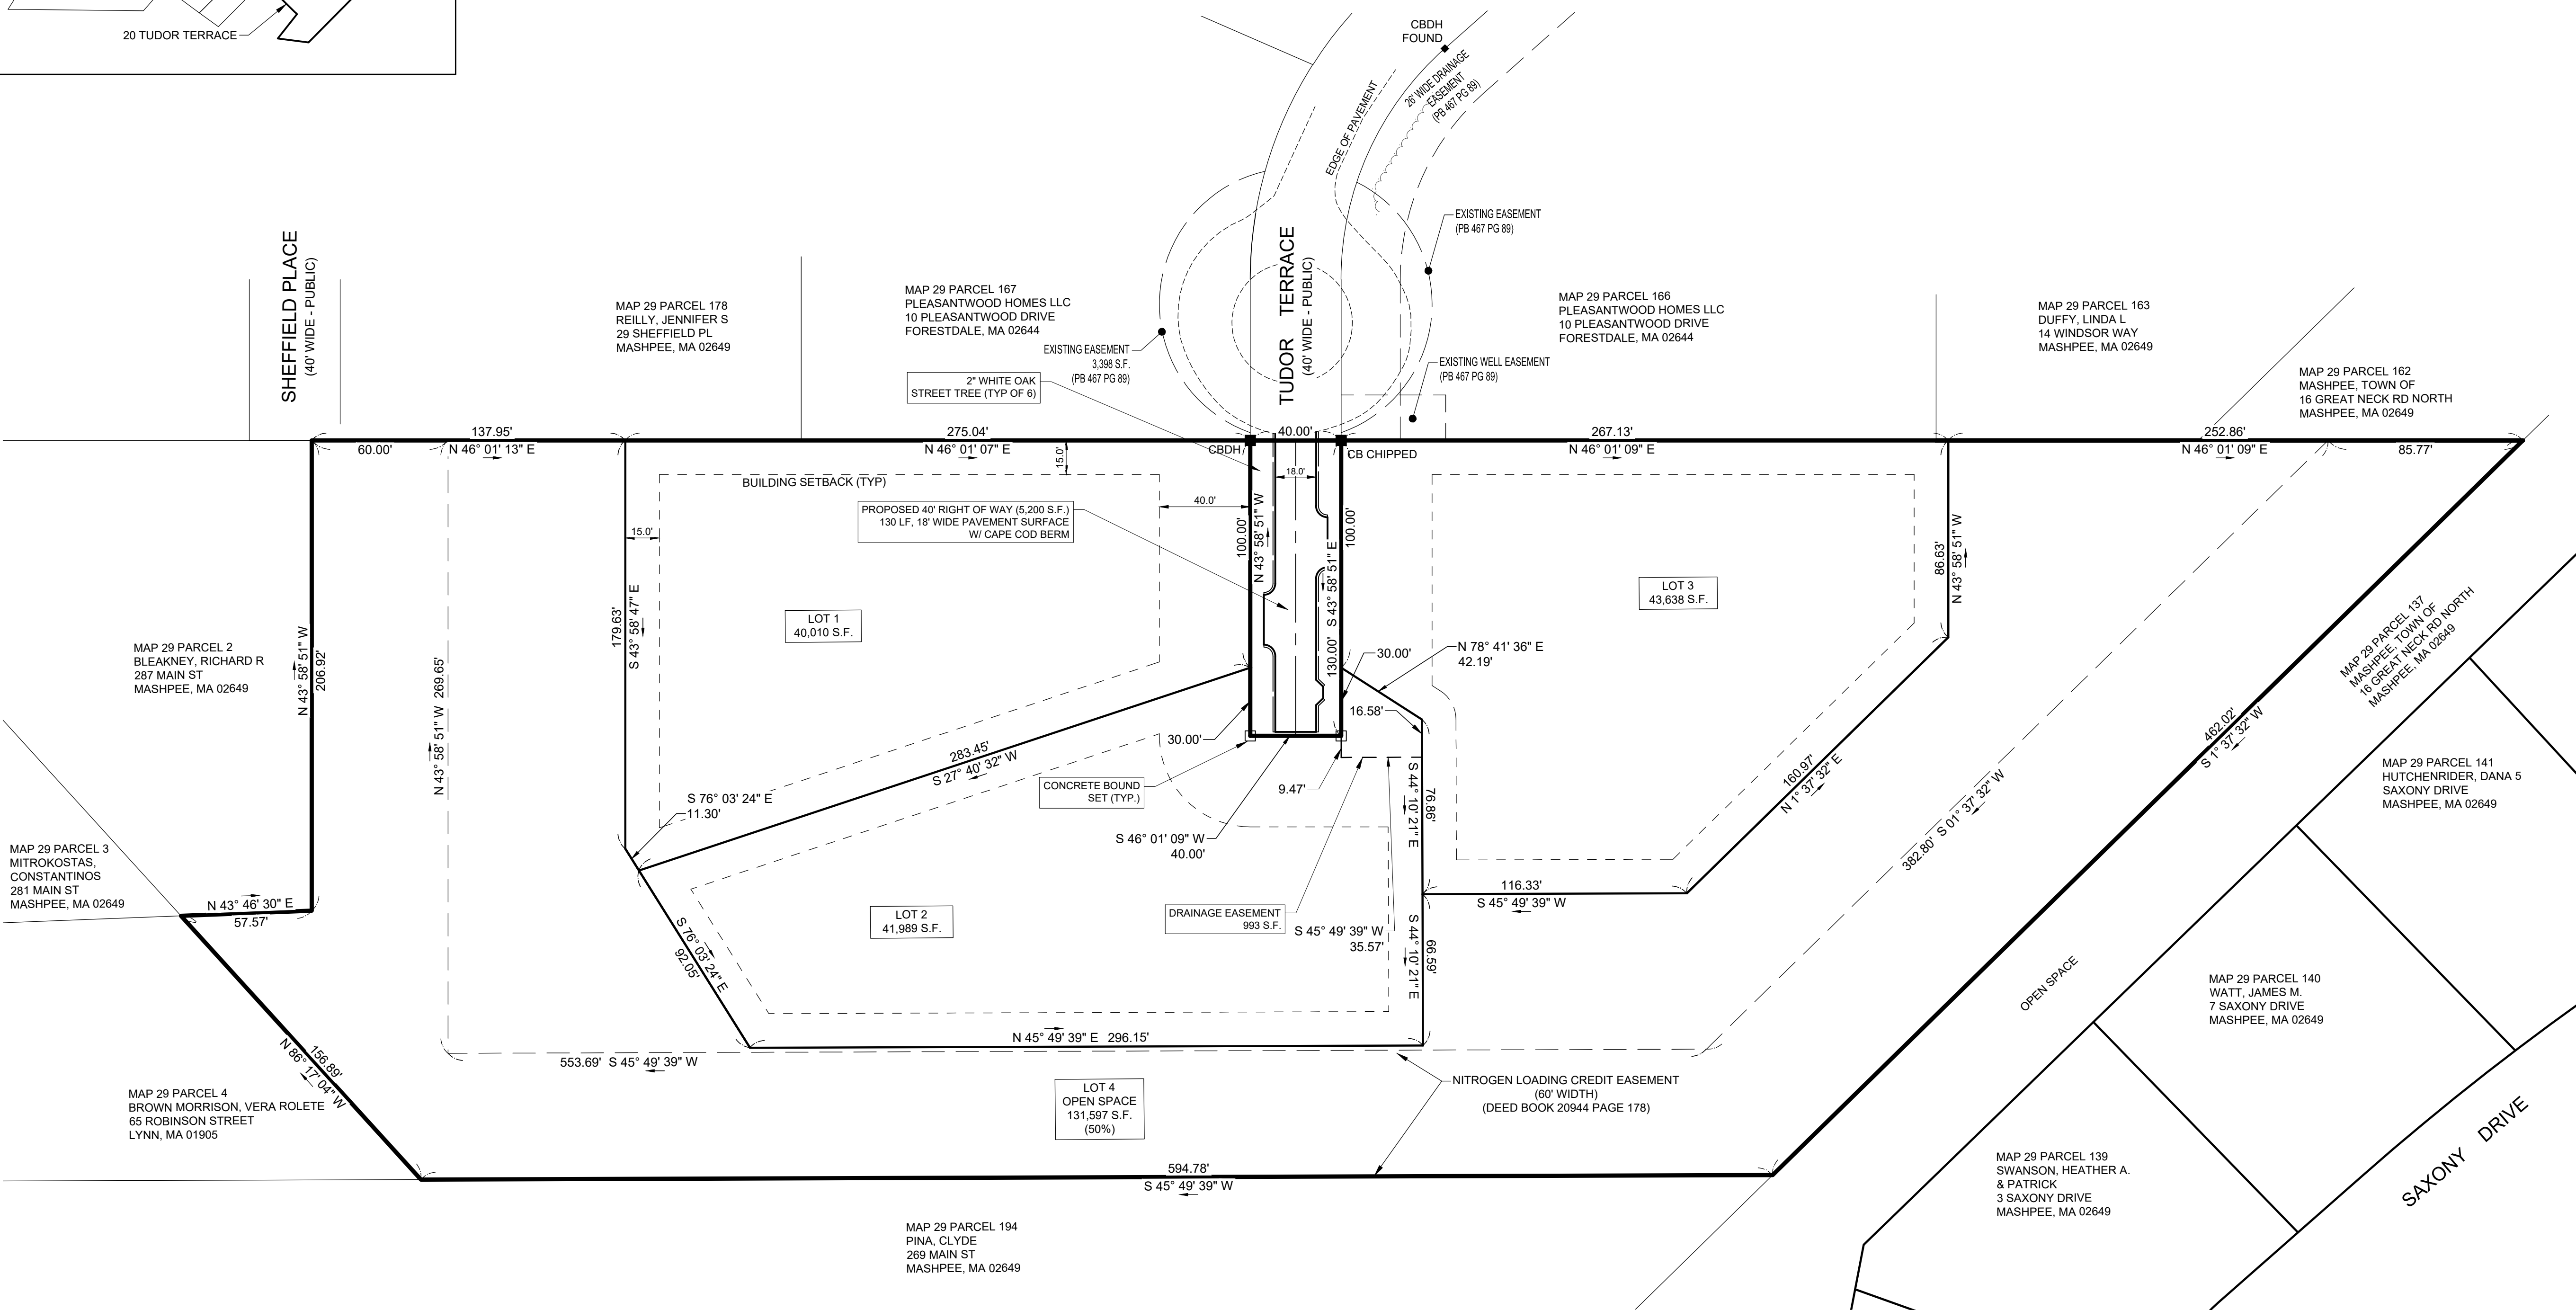 20 TUDOR TERRACE
CBDH
FOUND
26' WIDE DRAINAGE
EASEMENT
(PB 467 PG 89)
EDGE OF PAVEMENT
EXISTING EASEMENT
(PB 467 PG 89)
SHEFFIELD PLACE
(40' WIDE - PUBLIC)
TUDOR TERRACE
(40' WIDE - PUBLIC)
MAP 29 PARCEL 178
REILLY, JENNIFER S
29 SHEFFIELD PL
MASHPEE, MA 02649
MAP 29 PARCEL 167
PLEASANTWOOD HOMES LLC
10 PLEASANTWOOD DRIVE
FORESTDALE, MA 02644
EXISTING EASEMENT
3,398 S.F.
(PB 467 PG 89)
MAP 29 PARCEL 166
PLEASANTWOOD HOMES LLC
10 PLEASANTWOOD DRIVE
FORESTDALE, MA 02644
EXISTING WELL EASEMENT
(PB 467 PG 89)
MAP 29 PARCEL 163
DUFFY, LINDA L
14 WINDSOR WAY
MASHPEE, MA 02649
MAP 29 PARCEL 162
MASHPEE, TOWN OF
16 GREAT NECK RD NORTH
MASHPEE, MA 02649
2" WHITE OAK
STREET TREE (TYP OF 6)
137.95'
275.04'
40.00'
267.13'
252.86'
60.00'
N 46° 01' 13" E
N 46° 01' 07" E
15.0'
CBDH
CB CHIPPED
N 46° 01' 09" E
N 46° 01' 09" E
85.77'
18.0'
BUILDING SETBACK (TYP)
40.0'
PROPOSED 40' RIGHT OF WAY (5,200 S.F.)
130 LF, 18' WIDE PAVEMENT SURFACE
W/ CAPE COD BERM
15.0'
100.00'
N 43° 58' 51" W
S 43° 58' 51" E
130.00'
100.00'
86.63'
N 43° 58' 51" W
179.63'
S 43° 58' 47" E
LOT 1
40,010 S.F.
LOT 3
43,638 S.F.
MAP 29 PARCEL 2
BLEAKNEY, RICHARD R
287 MAIN ST
MASHPEE, MA 02649
N 43° 58' 51" W
206.92'
N 43° 58' 51" W 269.65'
30.00'
N 78° 41' 36" E
42.19'
16.58'
30.00'
MAP 29 PARCEL 137
MASHPEE, TOWN OF
16 GREAT NECK RD NORTH
MASHPEE, MA 02649
462.02'
S 1° 37' 32" W
283.45'
S 27° 40' 32" W
CONCRETE BOUND
SET (TYP.)
9.47'
S 44° 10' 21" E
76.86'
160.97'
N 1° 37' 32" E
382.80' S 01° 37' 32" W
MAP 29 PARCEL 141
HUTCHENRIDER, DANA 5
SAXONY DRIVE
MASHPEE, MA 02649
S 76° 03' 24" E
11.30'
S 46° 01' 09" W
40.00'
MAP 29 PARCEL 3
MITROKOSTAS,
CONSTANTINOS
281 MAIN ST
MASHPEE, MA 02649
N 43° 46' 30" E
57.57'
116.33'
S 45° 49' 39" W
LOT 2
41,989 S.F.
DRAINAGE EASEMENT
993 S.F.
S 45° 49' 39" W
35.57'
S 44° 10' 21" E
66.59'
S 76° 03' 24" E
92.05'
OPEN SPACE
MAP 29 PARCEL 140
WATT, JAMES M.
7 SAXONY DRIVE
MASHPEE, MA 02649
N 45° 49' 39" E 296.15'
553.69' S 45° 49' 39" W
156.89'
N 86° 17' 04" W
LOT 4
OPEN SPACE
131,597 S.F.
(50%)
NITROGEN LOADING CREDIT EASEMENT
(60' WIDTH)
(DEED BOOK 20944 PAGE 178)
MAP 29 PARCEL 4
BROWN MORRISON, VERA ROLETE
65 ROBINSON STREET
LYNN, MA 01905
594.78'
S 45° 49' 39" W
MAP 29 PARCEL 139
SWANSON, HEATHER A.
& PATRICK
3 SAXONY DRIVE
MASHPEE, MA 02649
SAXONY DRIVE
MAP 29 PARCEL 194
PINA, CLYDE
269 MAIN ST
MASHPEE, MA 02649